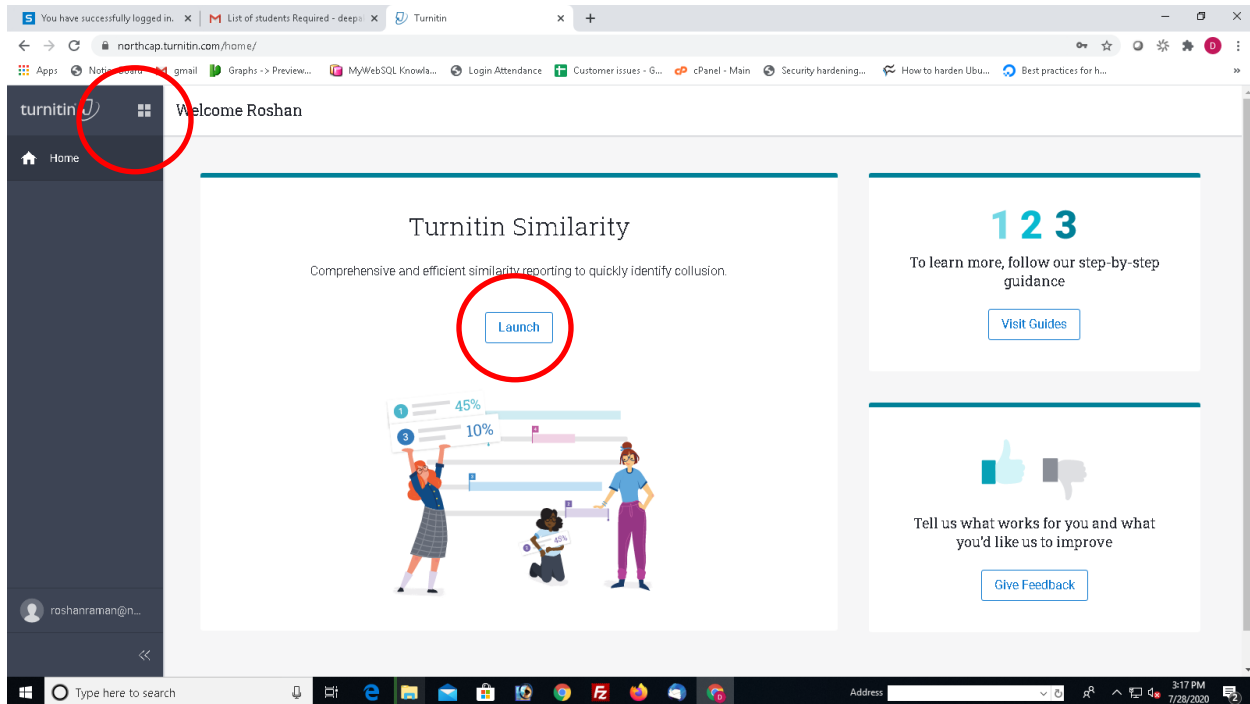 You have successfully logged in.
List of students Required - deepa
Turnitin
northcap.turnitin.com/home/
D
Apps
gmail
Graphs -> Preview...
MyWebSQL Knowla...
Login Attendance
Customer issues - G...
cPanel - Main
Security hardening...
How to harden Ubu...
Best practices for h...
»
turnitin
Welcome Roshan
Home
Turnitin Similarity
Comprehensive and efficient similarity reporting to quickly identify collusion.
Launch
1 45%
3 10%
45%
1 2 3
To learn more, follow our step-by-step
guidance
Visit Guides
Tell us what works for you and what
you'd like us to improve
Give Feedback
roshanraman@n...
Type here to search
Address
3:17 PM
7/28/2020
2